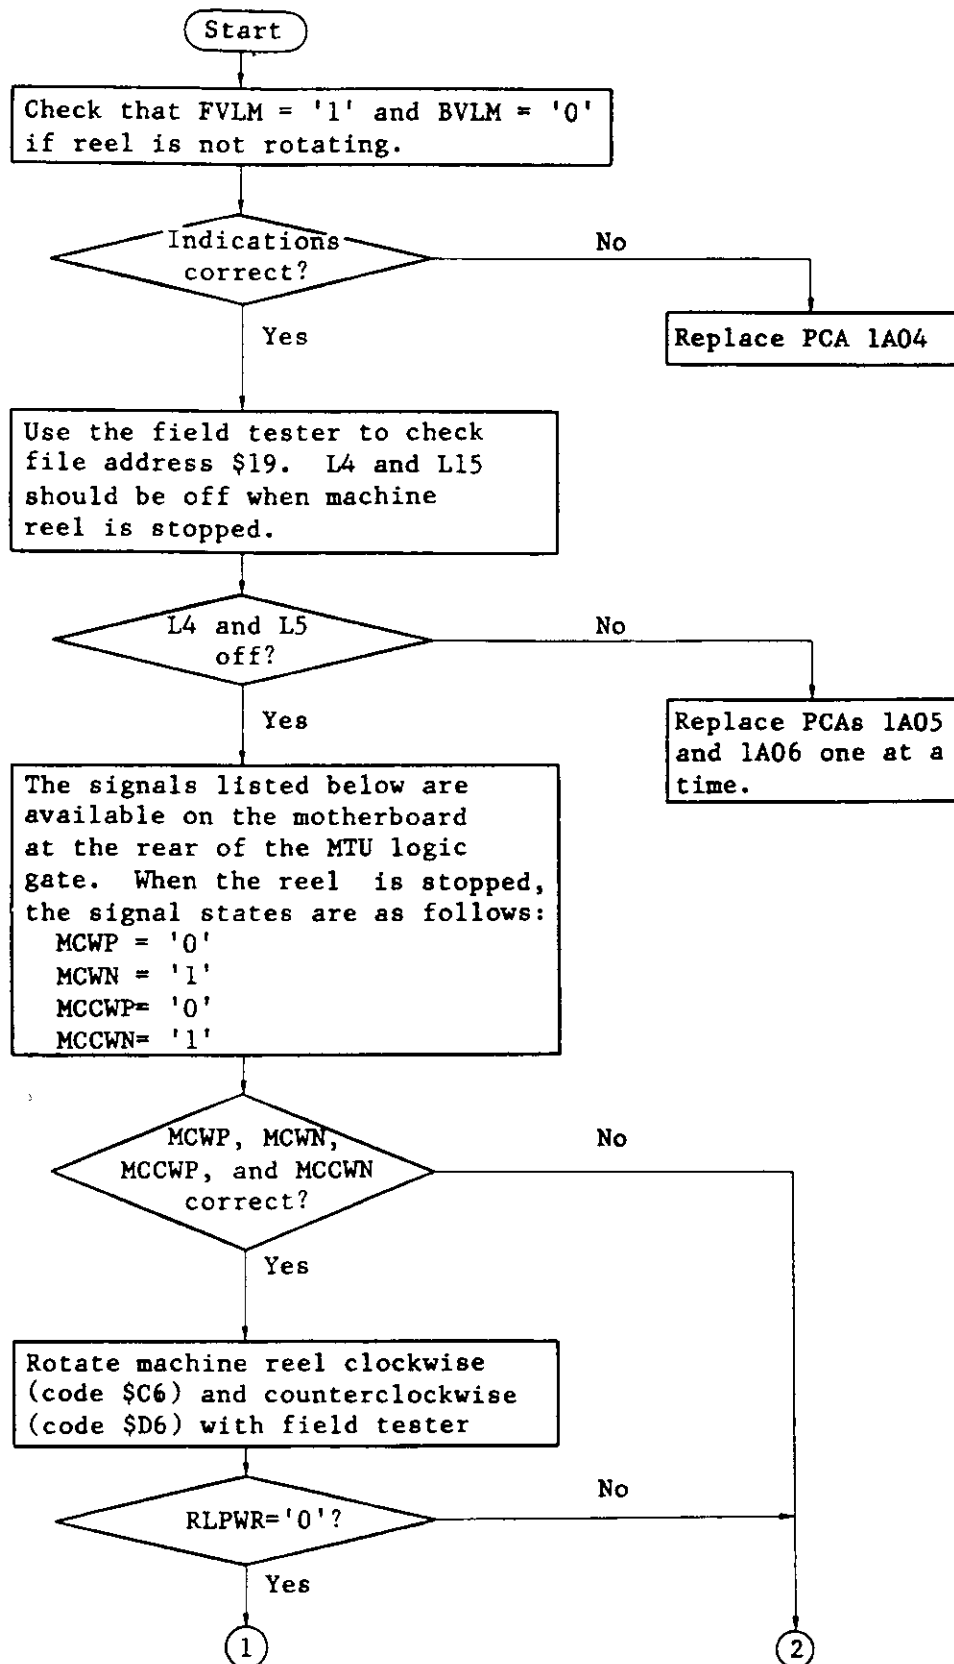 Start
Check that FVLM = '1' and BVLM = '0'
if reel is not rotating.
Indications
correct?
No
Yes
Replace PCA 1A04
Use the field tester to check
file address $19. L4 and L15
should be off when machine
reel is stopped.
L4 and L5
off?
No
Yes
Replace PCAs 1A05
and 1A06 one at a
time.
The signals listed below are
available on the motherboard
at the rear of the MTU logic
gate. When the reel is stopped,
the signal states are as follows:
MCWP = '0'
MCWN = '1'
MCCWP= '0'
MCCWN= '1'
MCWP, MCWN,
MCCWP, and MCCWN
correct?
No
Yes
Rotate machine reel clockwise
(code $C6) and counterclockwise
(code $D6) with field tester
RLPWR='0'?
No
Yes
1
2